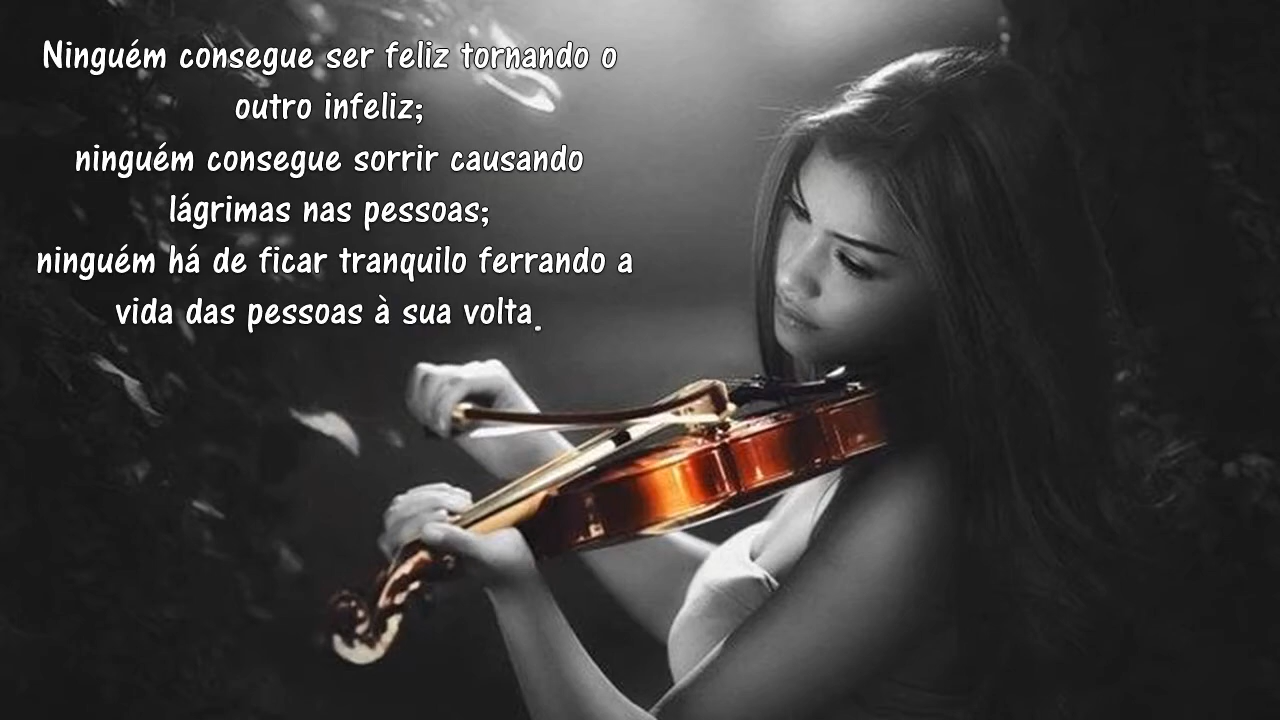 Ninguém consegue ser feliz tornando o
outro infeliz;
ninguém consegue sorrir causando
lágrimas nas pessoas;
ninguém há de ficar tranquilo ferrando a
vida das pessoas à sua volta.